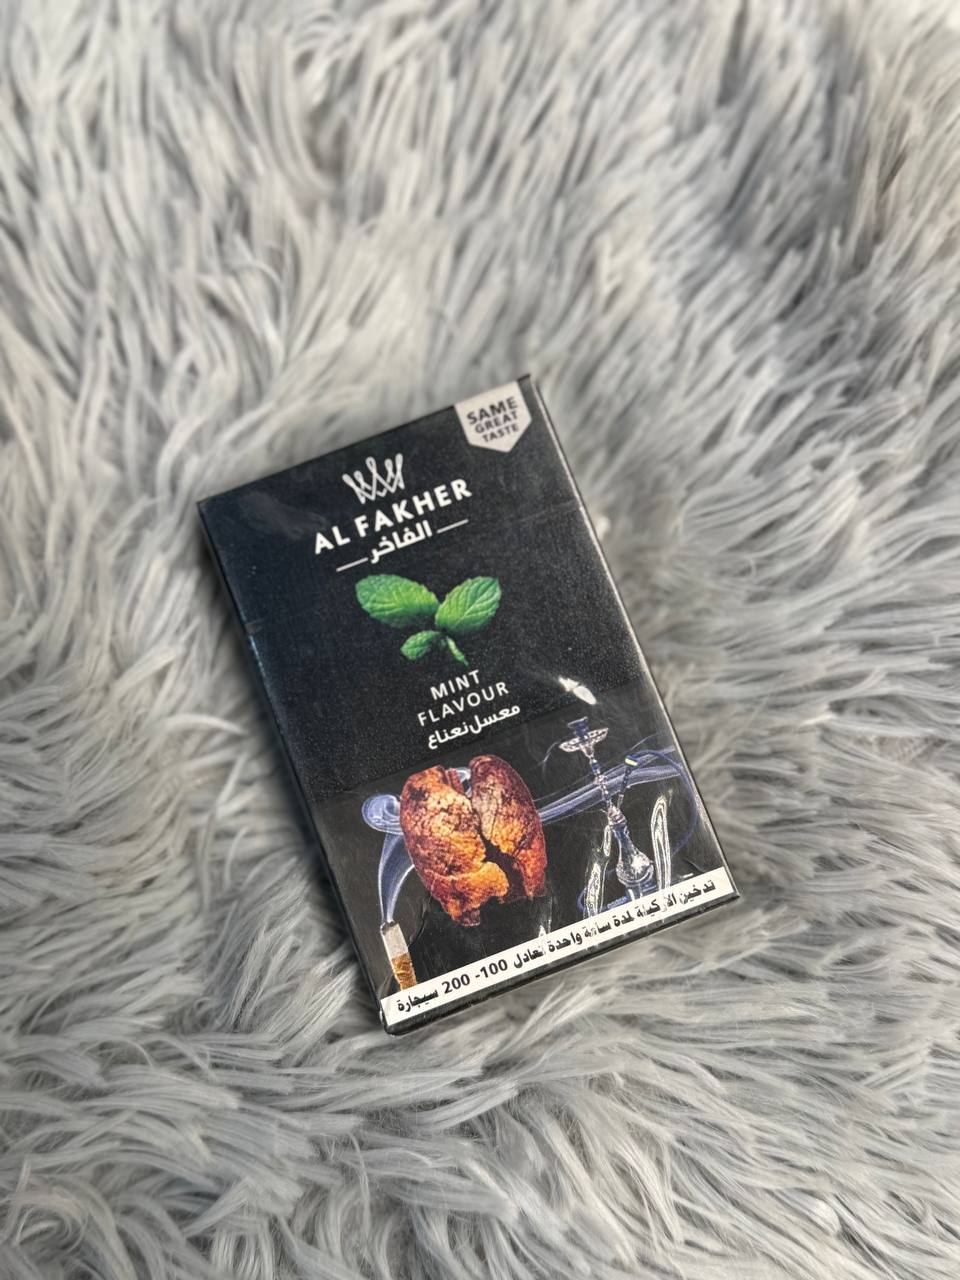 SAME
GREAT
TASTE
AL FAKHER
الفاخر
MINT
FLAVOUR
معسل نعناع
تدخين الأركيلة لمدة ساعة واحدة تعادل 100- 200 سيجارة